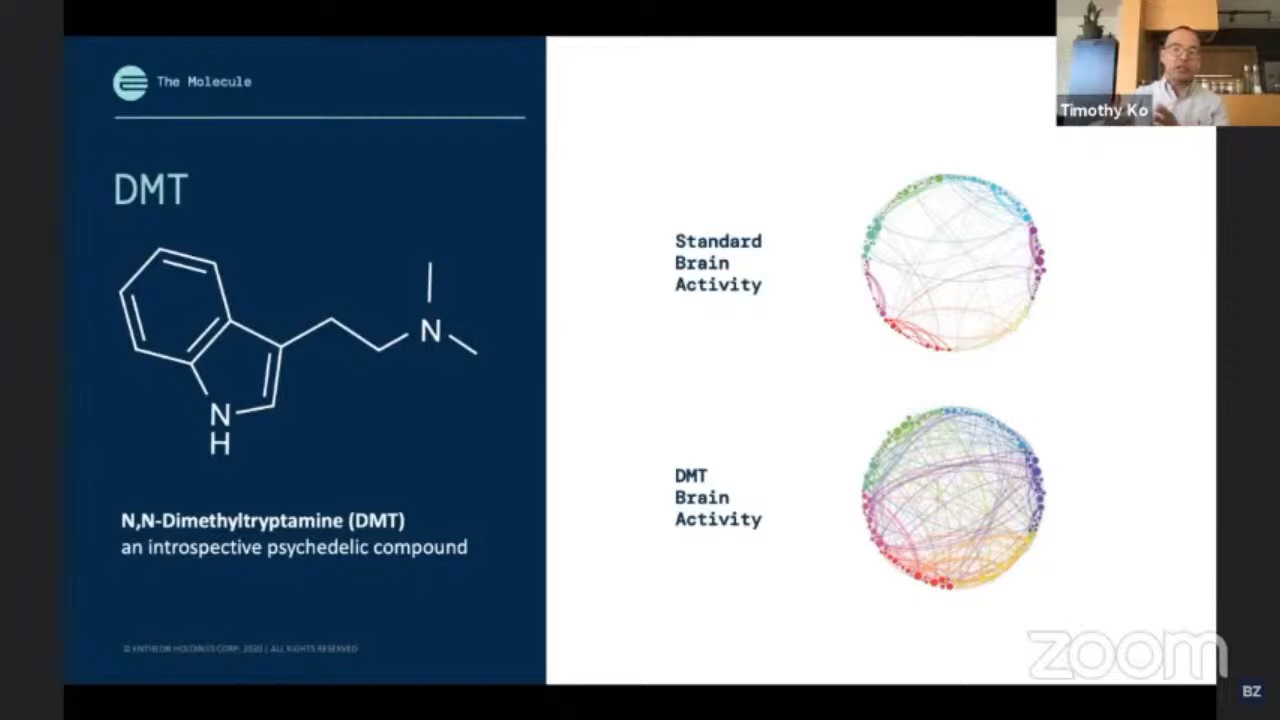 The Molecule
DMT
N
N
H
N,N-Dimethyltryptamine (DMT)
an introspective psychedelic compound
© ENTHEON HOLDINGS CORP, 2020 | ALL RIGHTS RESERVED
Standard
Brain
Activity
DMT
Brain
Activity
Timothy Ko
zoom
BZ